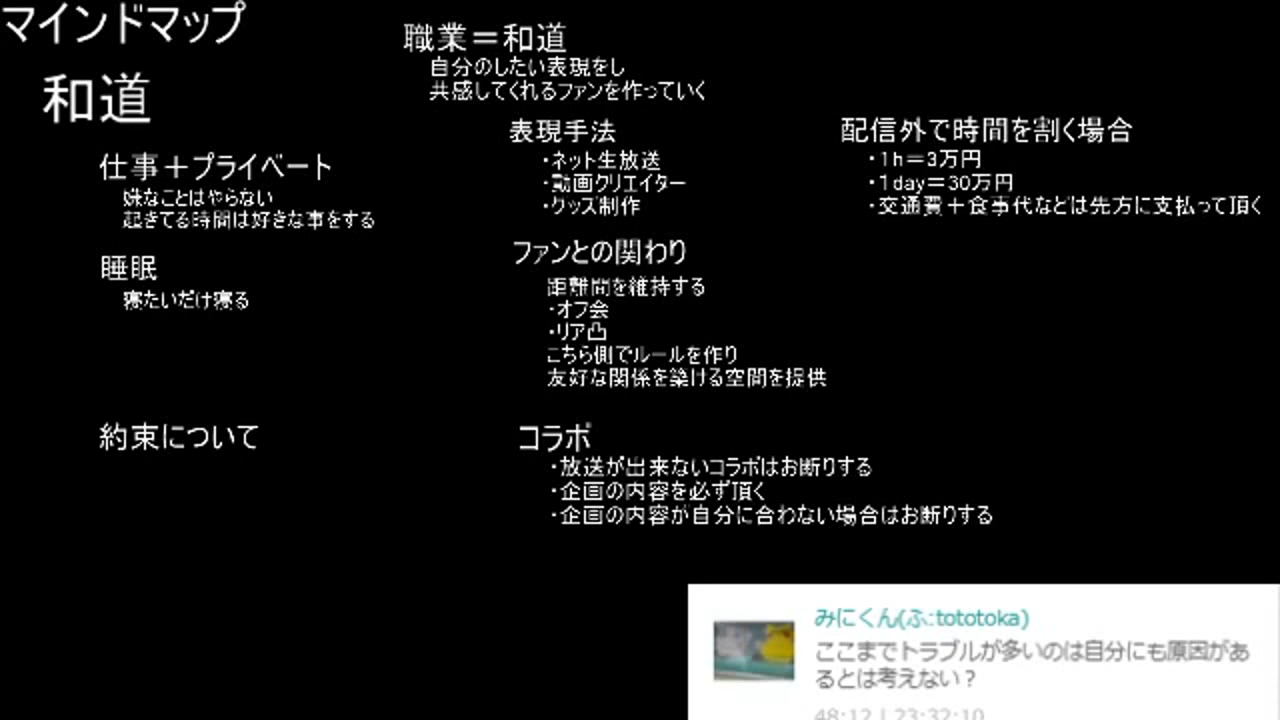 マインドマップ
和道
仕事＋プライベート
嫌なことはやらない
起きてる時間は好きな事をする
睡眠
寝たいだけ寝る
約束について
職業＝和道
自分のしたい表現をし
共感してくれるファンを作っていく
表現手法
・ネット生放送
・動画クリエイター
・グッズ制作
ファンとの関わり
距離間を維持する
・オフ会
・リア凸
こちら側でルールを作り
友好な関係を築ける空間を提供
コラボ
・放送が出来ないコラボはお断りする
・企画の内容を必ず頂く
・企画の内容が自分に合わない場合はお断りする
配信外で時間を割く場合
・1h＝3万円
・1day＝30万円
・交通費＋食事代などは先方に支払って頂く
みにくん(ふ:tototoka)
ここまでトラブルが多いのは自分にも原因があ
るとは考えない？
48:12 | 23:32:10